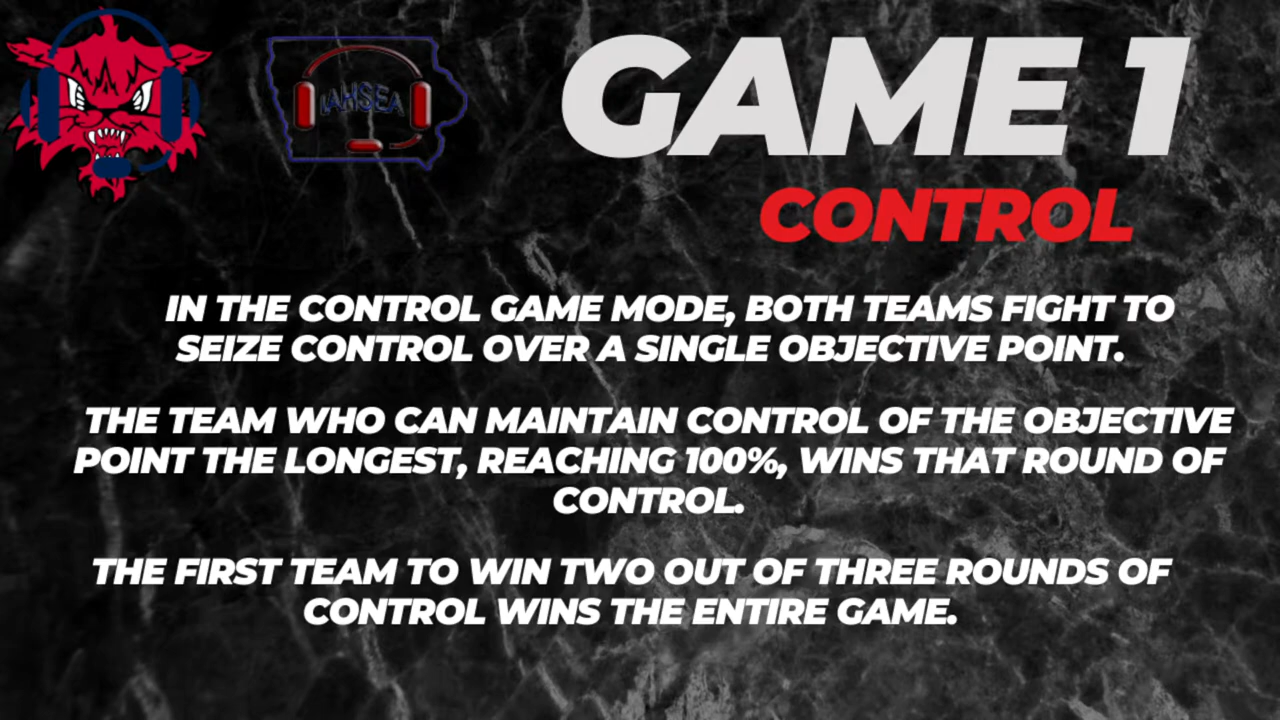 IAHSEA
GAME 1
CONTROL
IN THE CONTROL GAME MODE, BOTH TEAMS FIGHT TO
SEIZE CONTROL OVER A SINGLE OBJECTIVE POINT.
THE TEAM WHO CAN MAINTAIN CONTROL OF THE OBJECTIVE
POINT THE LONGEST, REACHING 100%, WINS THAT ROUND OF
CONTROL.
THE FIRST TEAM TO WIN TWO OUT OF THREE ROUNDS OF
CONTROL WINS THE ENTIRE GAME.